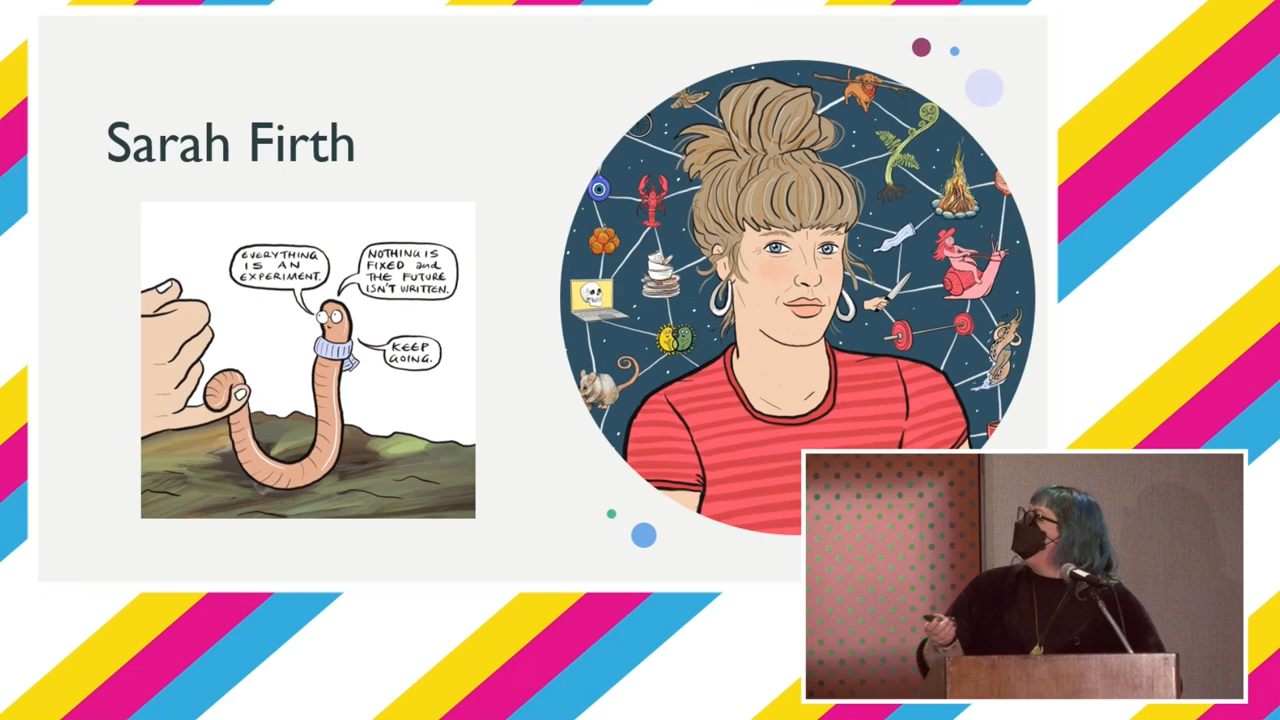 Sarah Firth
EVERYTHING
IS AN
EXPERIMENT.
NOTHING IS
FIXED and
THE FUTURE
ISN'T WRITTEN.
KEEP
GOING.